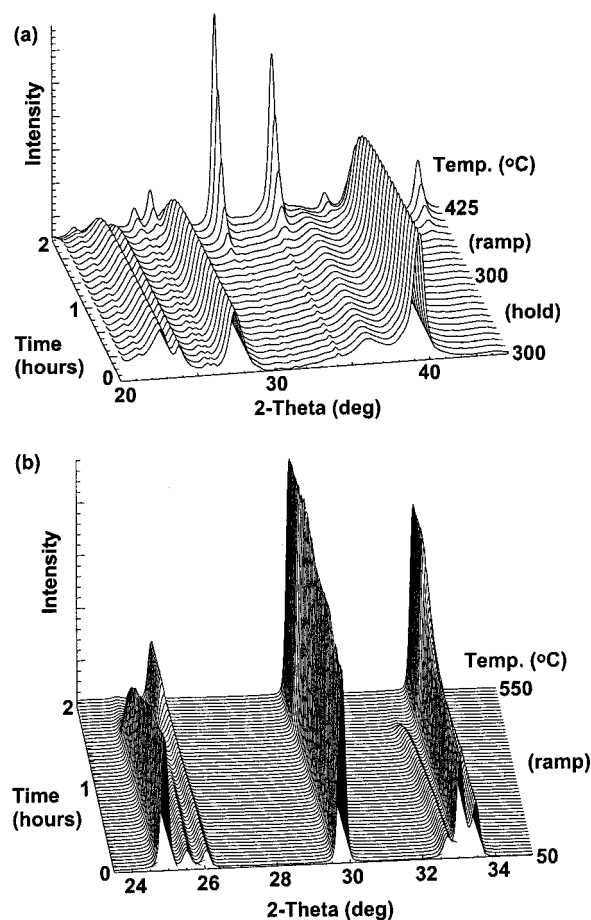 (a)
Intensity
Temp. (oC)
425
2
(ramp)
300
1
(hold)
Time
(hours)
300
0
20
30
40
2-Theta (deg)
(b)
Intensity
Temp. (oC)
550
2
(ramp)
Time
(hours)
1
0
50
24
26
28
30
32
34
2-Theta (deg)